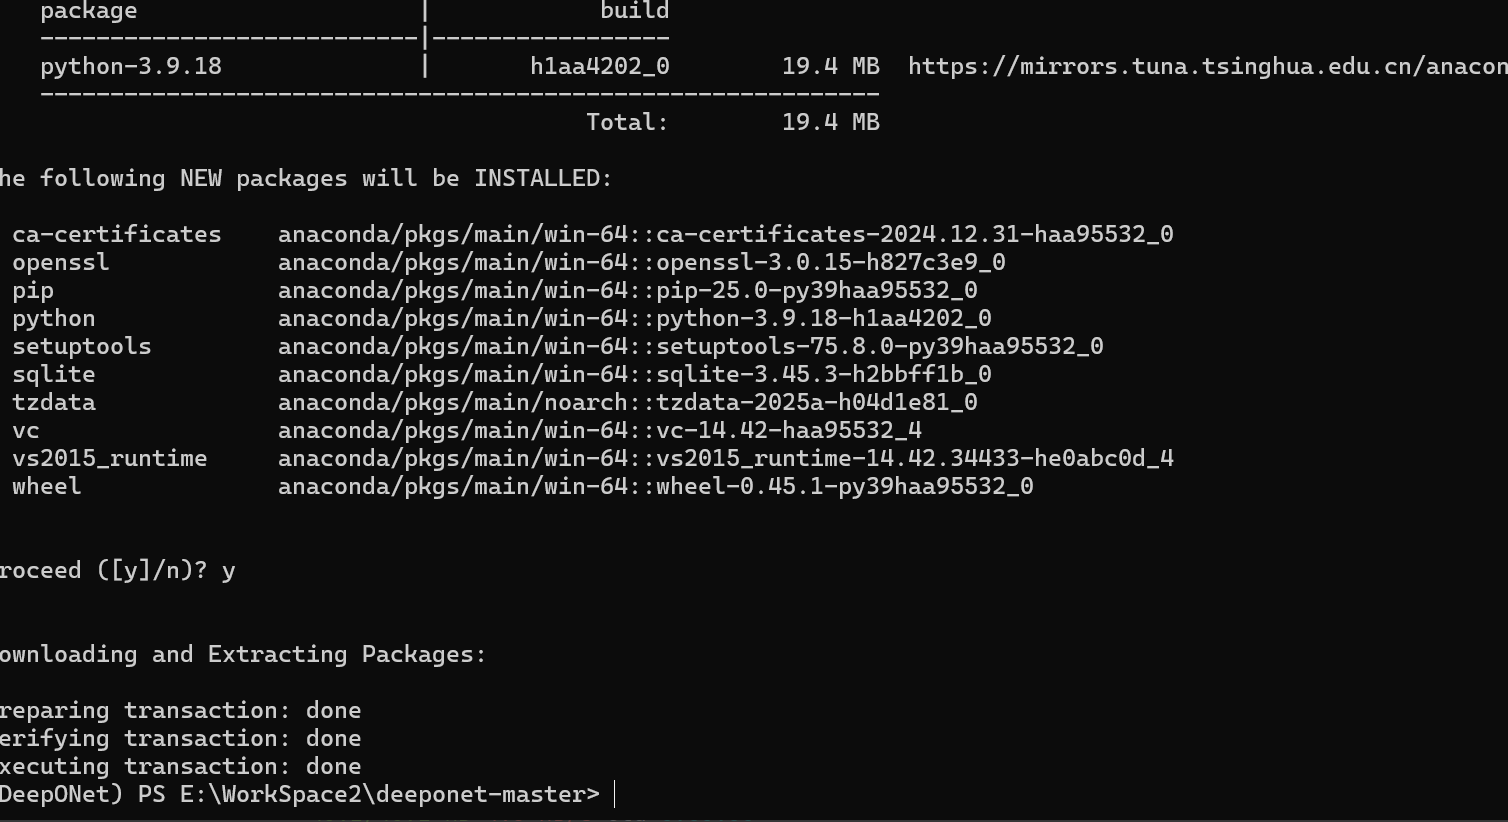 package | build
---------------------------|-----------------
python-3.9.18 | h1aa4202_0 19.4 MB https://mirrors.tuna.tsinghua.edu.cn/anacon
------------------------------------------------------------
Total: 19.4 MB
he following NEW packages will be INSTALLED:
ca-certificates anaconda/pkgs/main/win-64::ca-certificates-2024.12.31-haa95532_0
openssl anaconda/pkgs/main/win-64::openssl-3.0.15-h827c3e9_0
pip anaconda/pkgs/main/win-64::pip-25.0-py39haa95532_0
python anaconda/pkgs/main/win-64::python-3.9.18-h1aa4202_0
setuptools anaconda/pkgs/main/win-64::setuptools-75.8.0-py39haa95532_0
sqlite anaconda/pkgs/main/win-64::sqlite-3.45.3-h2bbff1b_0
tzdata anaconda/pkgs/main/noarch::tzdata-2025a-h04d1e81_0
vc anaconda/pkgs/main/win-64::vc-14.42-haa95532_4
vs2015_runtime anaconda/pkgs/main/win-64::vs2015_runtime-14.42.34433-he0abc0d_4
wheel anaconda/pkgs/main/win-64::wheel-0.45.1-py39haa95532_0
roceed ([y]/n)? y
ownloading and Extracting Packages:
reparing transaction: done
erifying transaction: done
xecuting transaction: done
DeepONet) PS E:\WorkSpace2\deeponet-master>